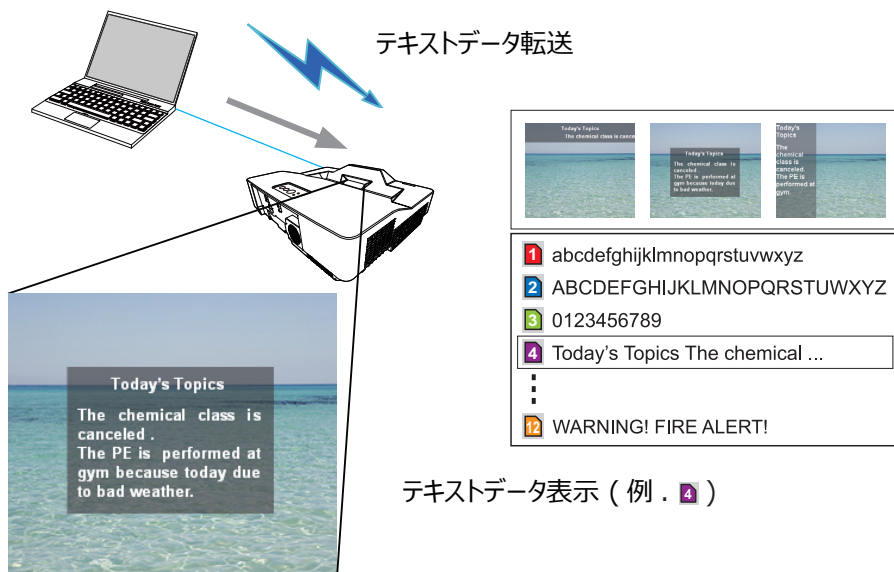 テキストデータ転送
Today's Topics
The chemical class is cance
Today's Topics
The chemical class is
canceled .
The PE is performed at
gym because today due
to bad weather.
Today's
Topics
The
chemical
class is
canceled.
The PE is
performed at
gym.
1 abcdefghijklmnopqrstuvwxyz
2 ABCDEFGHIJKLMNOPQRSTUWXYZ
3 0123456789
4 Today's Topics The chemical ...
12 WARNING! FIRE ALERT!
Today's Topics
The chemical class is
canceled .
The PE is performed at
gym because today due
to bad weather.
テキストデータ表示 ( 例 . 4 )